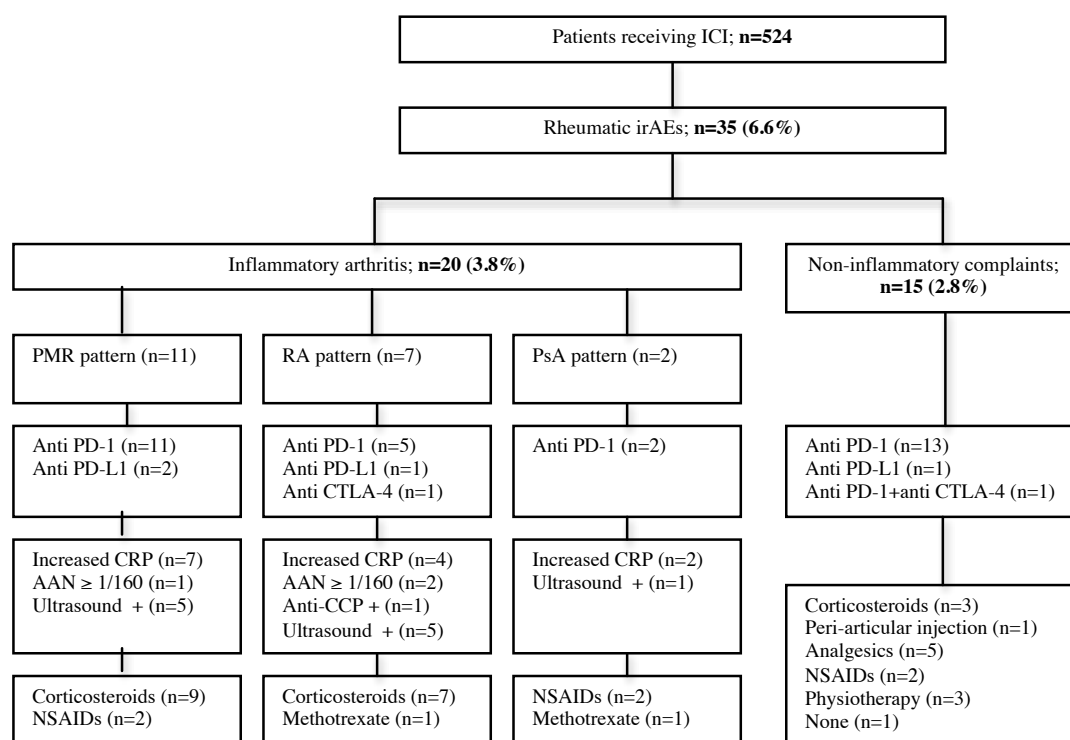 Patients receiving ICI; n=524
Rheumatic irAEs; n=35 (6.6%)
Inflammatory arthritis; n=20 (3.8%)
Non-inflammatory complaints;
n=15 (2.8%)
PMR pattern (n=11)
RA pattern (n=7)
PsA pattern (n=2)
Anti PD-1 (n=11)
Anti PD-L1 (n=2)
Anti PD-1 (n=5)
Anti PD-L1 (n=1)
Anti CTLA-4 (n=1)
Anti PD-1 (n=2)
Anti PD-1 (n=13)
Anti PD-L1 (n=1)
Anti PD-1+anti CTLA-4 (n=1)
Increased CRP (n=7)
AAN ≥ 1/160 (n=1)
Ultrasound + (n=5)
Increased CRP (n=4)
AAN ≥ 1/160 (n=2)
Anti-CCP + (n=1)
Ultrasound + (n=5)
Increased CRP (n=2)
Ultrasound + (n=1)
Corticosteroids (n=3)
Peri-articular injection (n=1)
Analgesics (n=5)
NSAIDs (n=2)
Physiotherapy (n=3)
None (n=1)
Corticosteroids (n=9)
NSAIDs (n=2)
Corticosteroids (n=7)
Methotrexate (n=1)
NSAIDs (n=2)
Methotrexate (n=1)